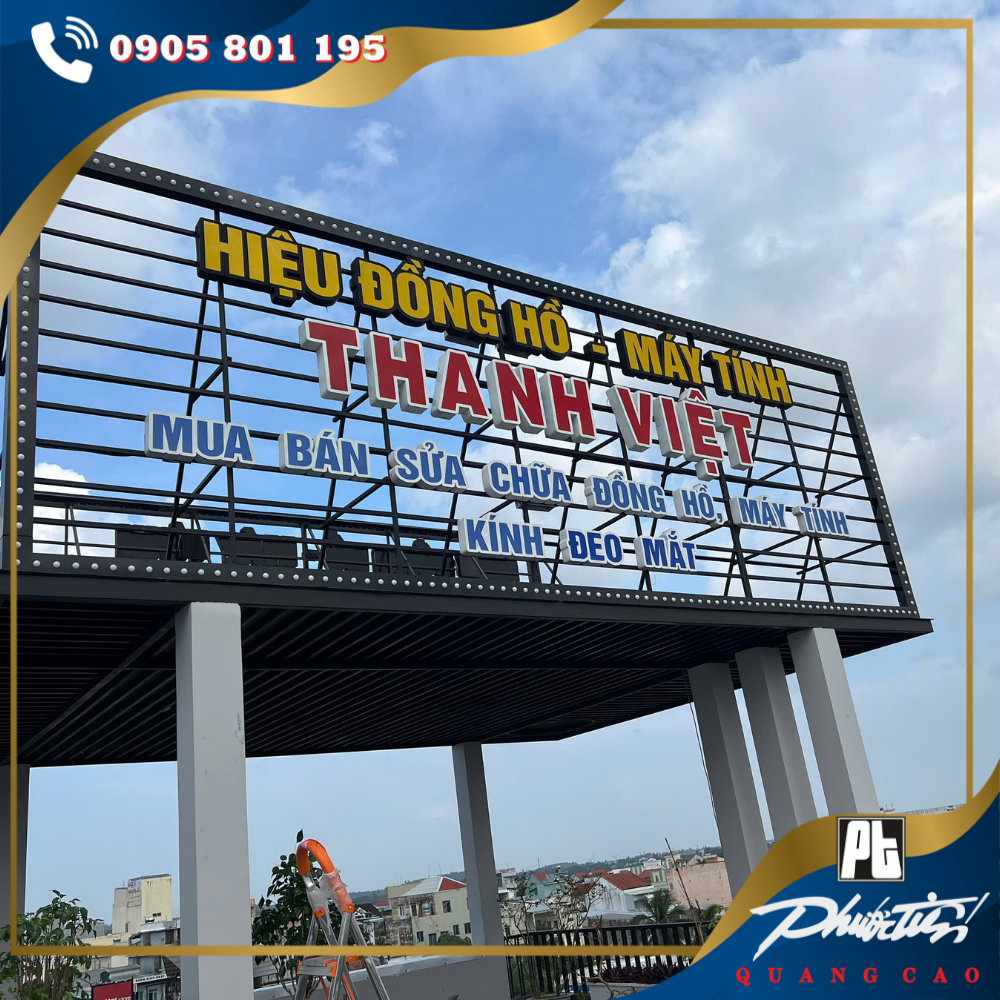 0905 801 195
HIỆU ĐỒNG HỒ - MÁY TÍNH
THANH VIỆT
MUA BÁN SỬA CHỮA ĐỒNG HỒ, MÁY TÍNH
KÍNH ĐEO MẮT
Pt
Phước Tiến!
QUANG CAO